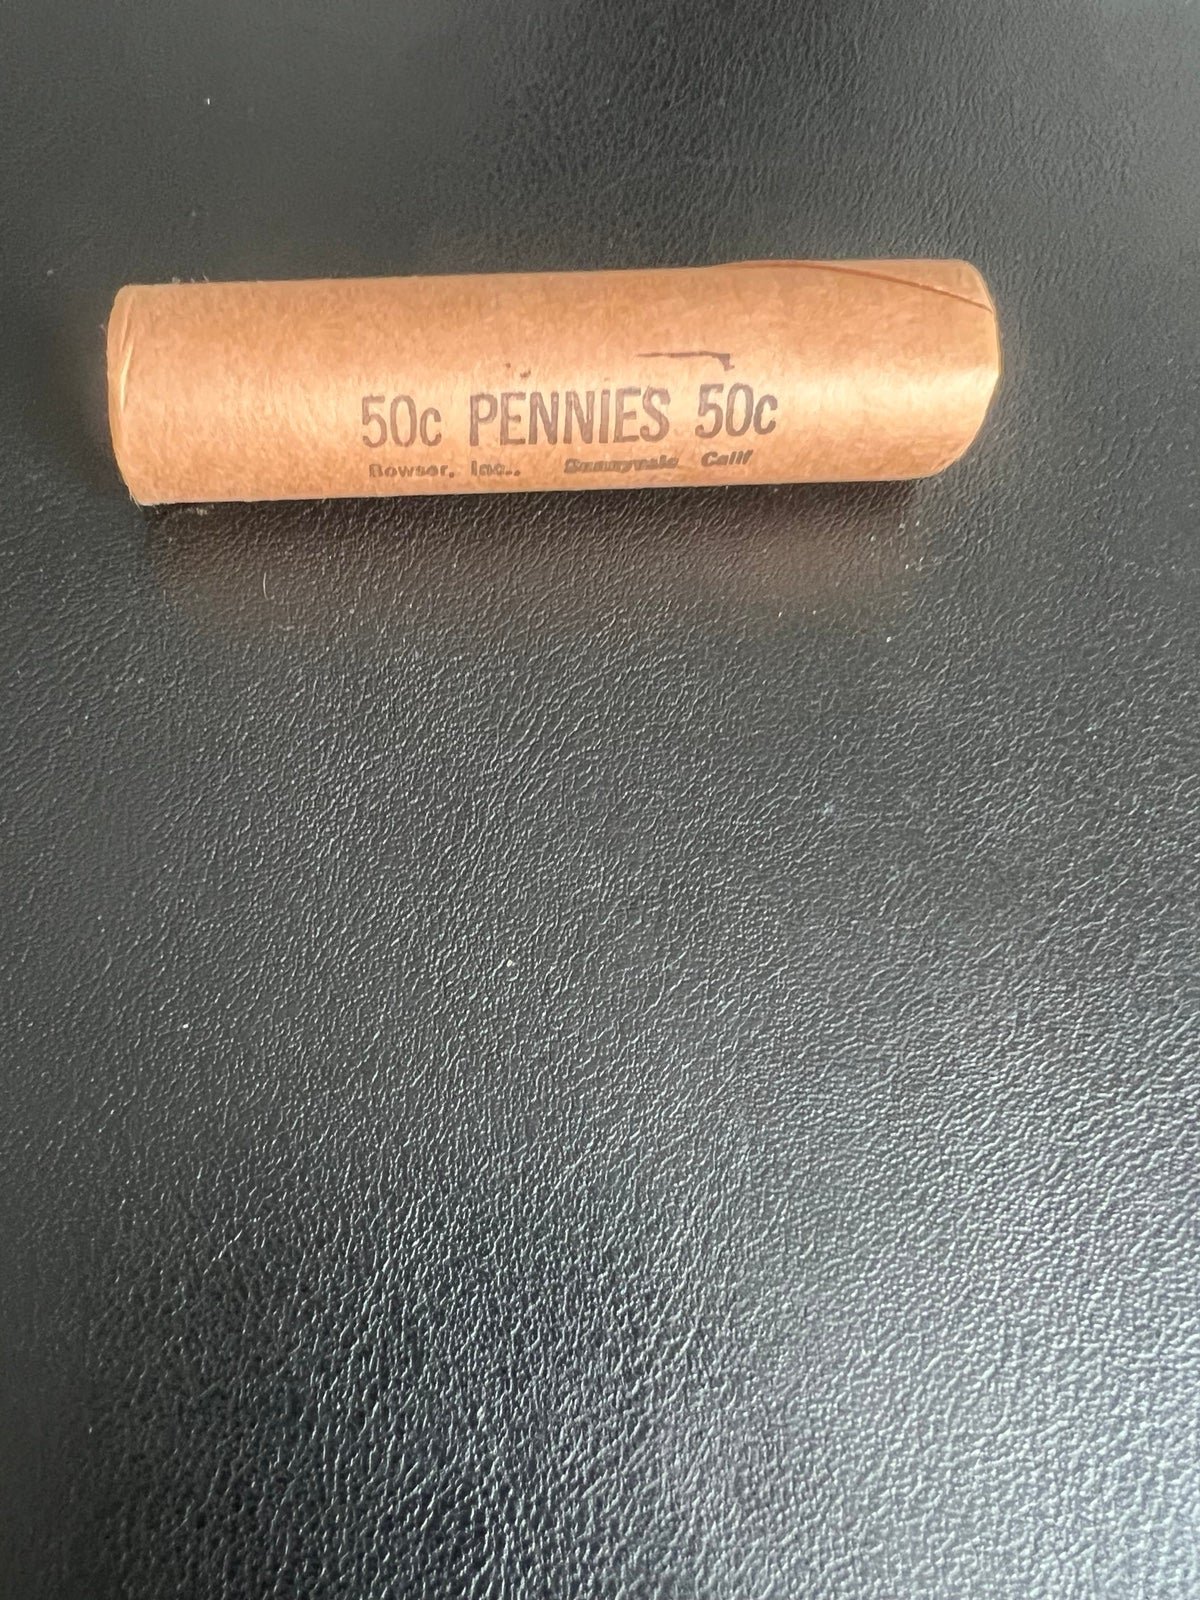 50c PENNIES 50c
Bowser, Inc., Sunnyvale Calif